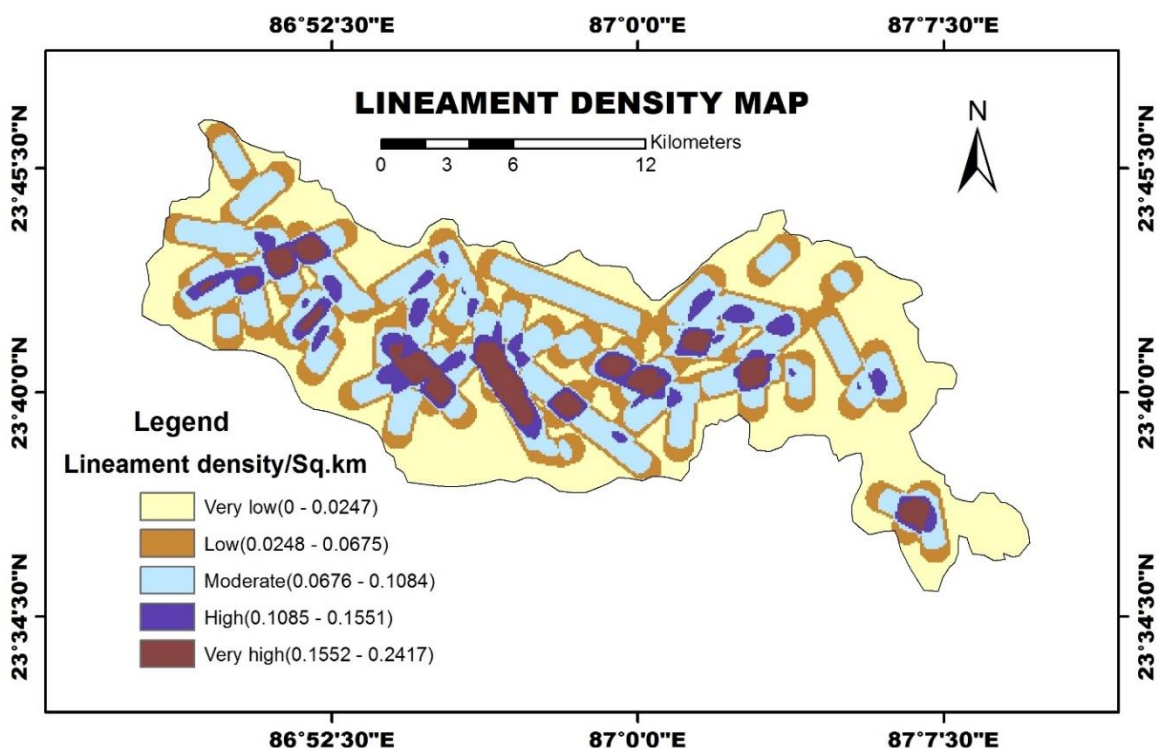 86°52'30"E 87°0'0"E 87°7'30"E
LINEAMENT DENSITY MAP
N
Kilometers
0 3 6 12
23°45'30"N 23°45'30"N
23°40'0"N 23°40'0"N
Legend
Lineament density/Sq.km
Very low(0 - 0.0247)
Low(0.0248 - 0.0675)
Moderate(0.0676 - 0.1084)
High(0.1085 - 0.1551)
Very high(0.1552 - 0.2417)
23°34'30"N 23°34'30"N
86°52'30"E 87°0'0"E 87°7'30"E